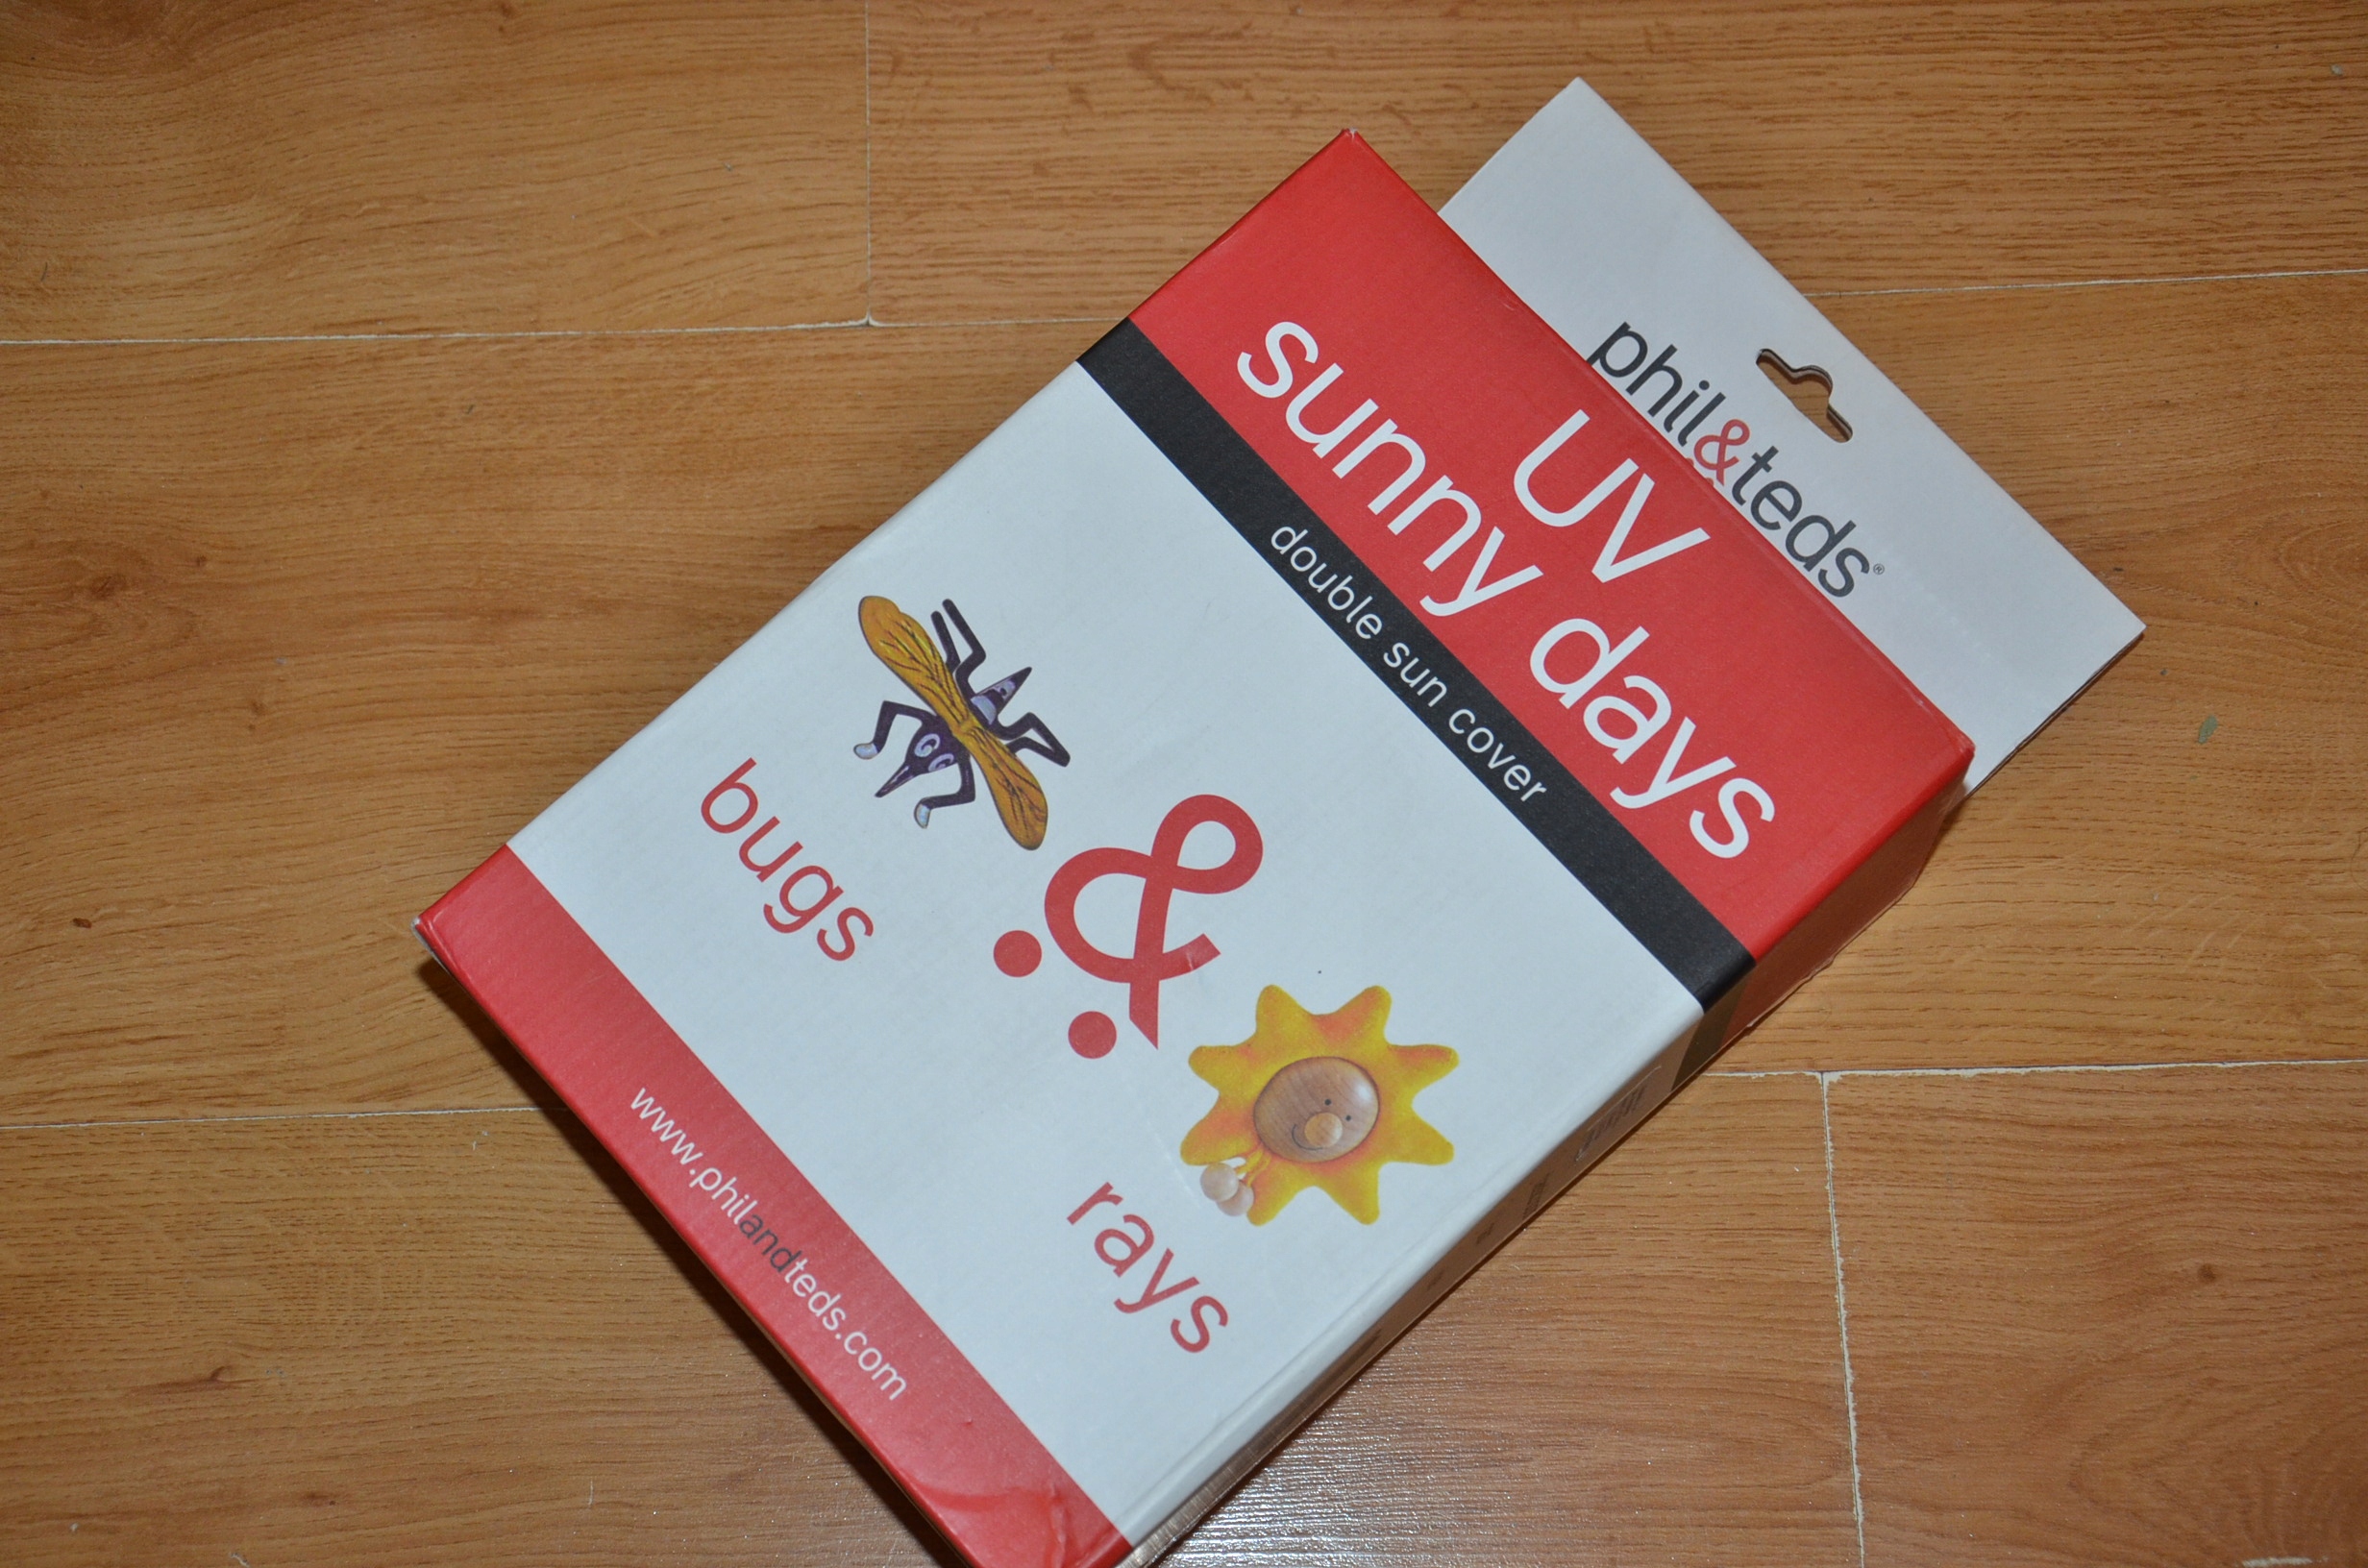 phil&teds®
UV
sunny days
double sun cover
&
bugs
rays
www.philandteds.com